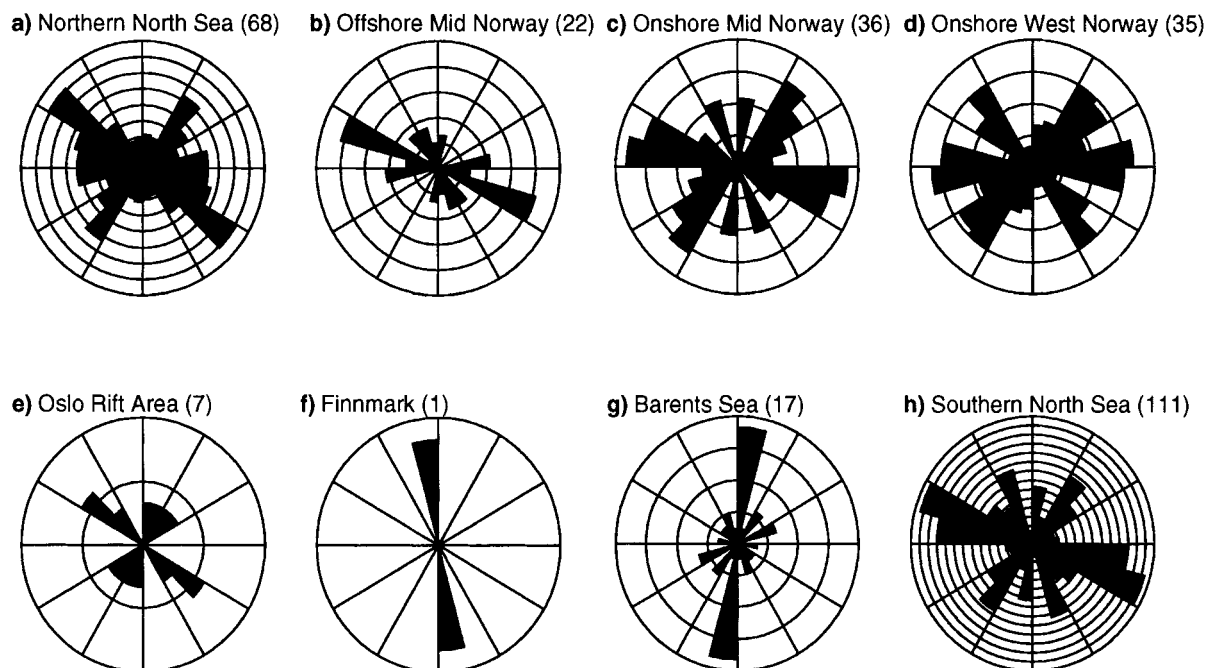 a) Northern North Sea (68)
b) Offshore Mid Norway (22)
c) Onshore Mid Norway (36)
d) Onshore West Norway (35)
e) Oslo Rift Area (7)
f) Finnmark (1)
g) Barents Sea (17)
h) Southern North Sea (111)